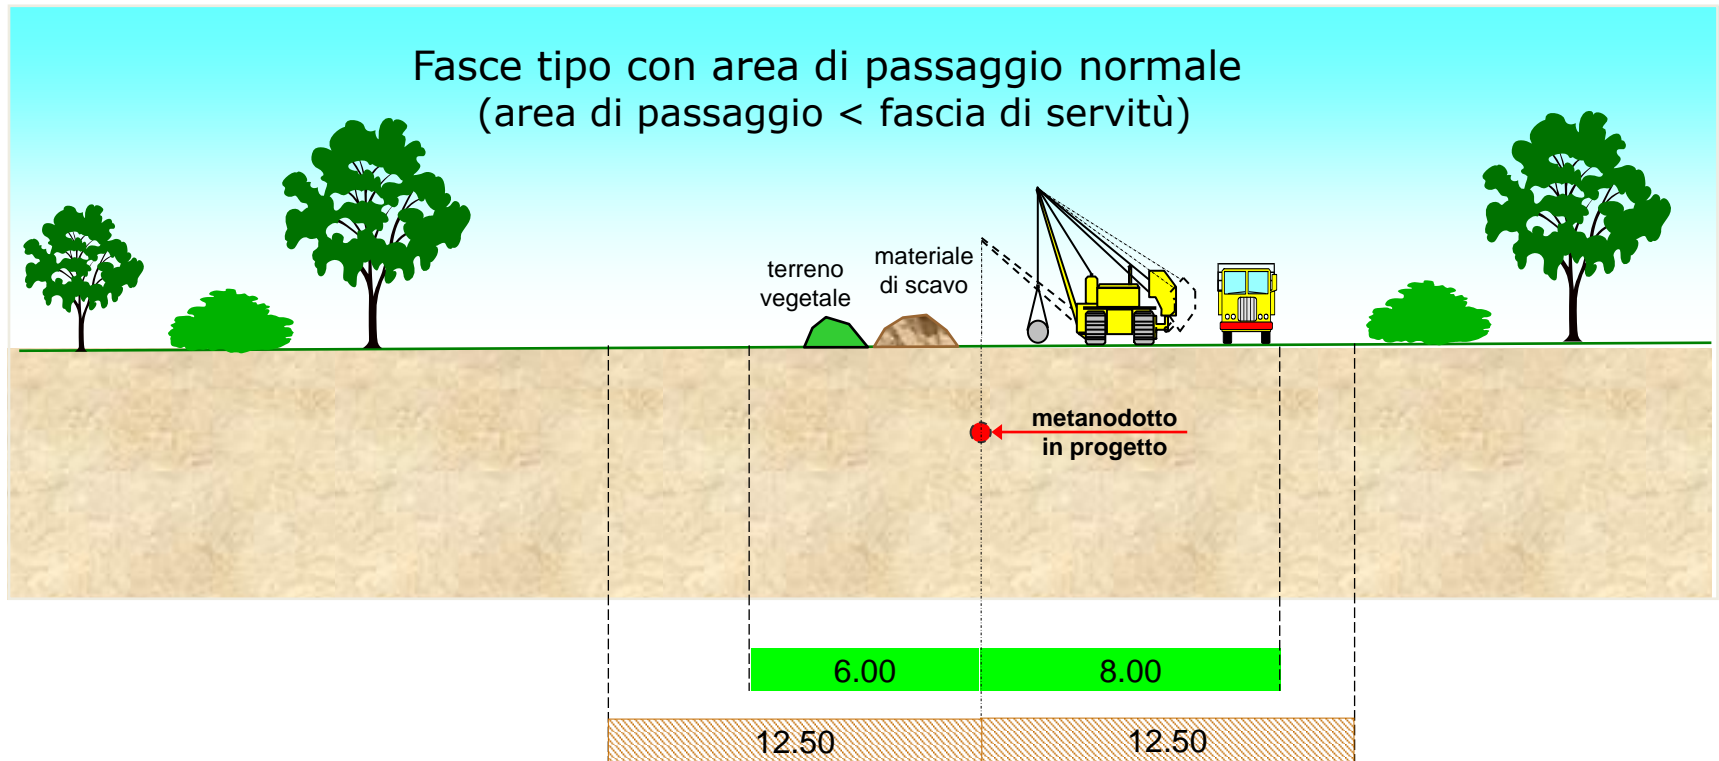 Fasce tipo con area di passaggio normale
(area di passaggio < fascia di servitù)
terreno
vegetale
materiale
di scavo
metanodotto
in progetto
6.00
8.00
12.50
12.50